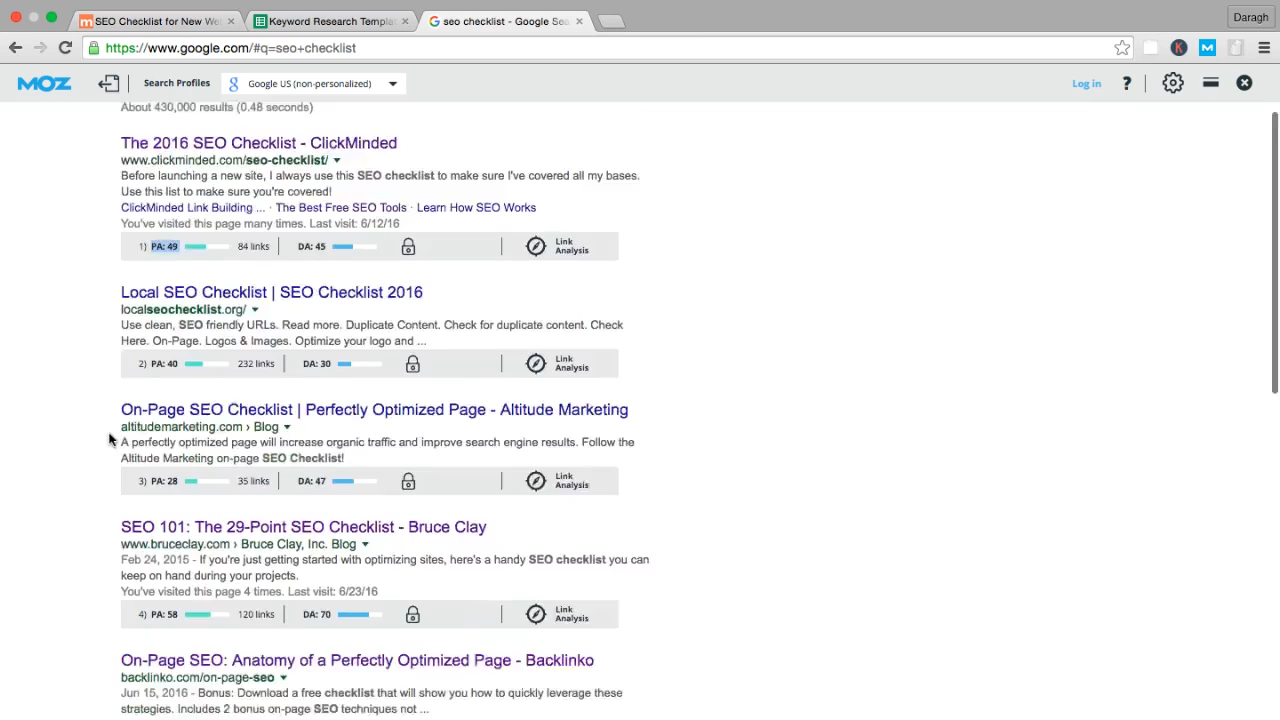 SEO Checklist for New We
Keyword Research Templa
seo checklist - Google Sea
Daragh
https://www.google.com/#q=seo+checklist
MOZ
Search Profiles
Google US (non-personalized)
Log in
?
About 430,000 results (0.48 seconds)
The 2016 SEO Checklist - ClickMinded
www.clickminded.com/seo-checklist/
Before launching a new site, I always use this SEO checklist to make sure I've covered all my bases.
Use this list to make sure you're covered!
ClickMinded Link Building ... · The Best Free SEO Tools · Learn How SEO Works
You've visited this page many times. Last visit: 6/12/16
1) PA: 49 84 links DA: 45 Link Analysis
Local SEO Checklist | SEO Checklist 2016
localseochecklist.org/
Use clean, SEO friendly URLs. Read more. Duplicate Content. Check for duplicate content. Check
Here. On-Page. Logos & Images. Optimize your logo and ...
2) PA: 40 232 links DA: 30 Link Analysis
On-Page SEO Checklist | Perfectly Optimized Page - Altitude Marketing
altitudemarketing.com › Blog
A perfectly optimized page will increase organic traffic and improve search engine results. Follow the
Altitude Marketing on-page SEO Checklist!
3) PA: 28 35 links DA: 47 Link Analysis
SEO 101: The 29-Point SEO Checklist - Bruce Clay
www.bruceclay.com › Bruce Clay, Inc. Blog
Feb 24, 2015 - If you're just getting started with optimizing sites, here's a handy SEO checklist you can
keep on hand during your projects.
You've visited this page 4 times. Last visit: 6/23/16
4) PA: 58 120 links DA: 70 Link Analysis
On-Page SEO: Anatomy of a Perfectly Optimized Page - Backlinko
backlinko.com/on-page-seo
Jun 15, 2016 - Bonus: Download a free checklist that will show you how to quickly leverage these
strategies. includes 2 bonus on-page SEO techniques not ...